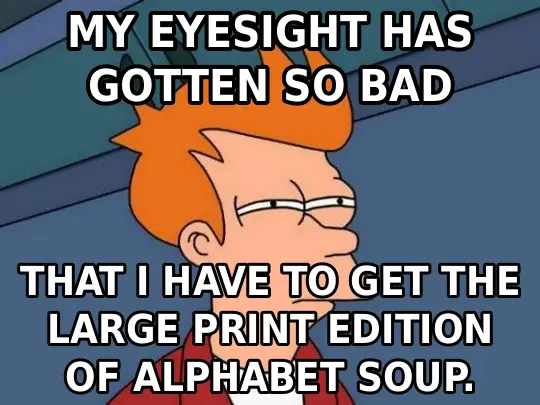 MY EYESIGHT HAS
GOTTEN SO BAD
THAT I HAVE TO GET THE
LARGE PRINT EDITION
OF ALPHABET SOUP.